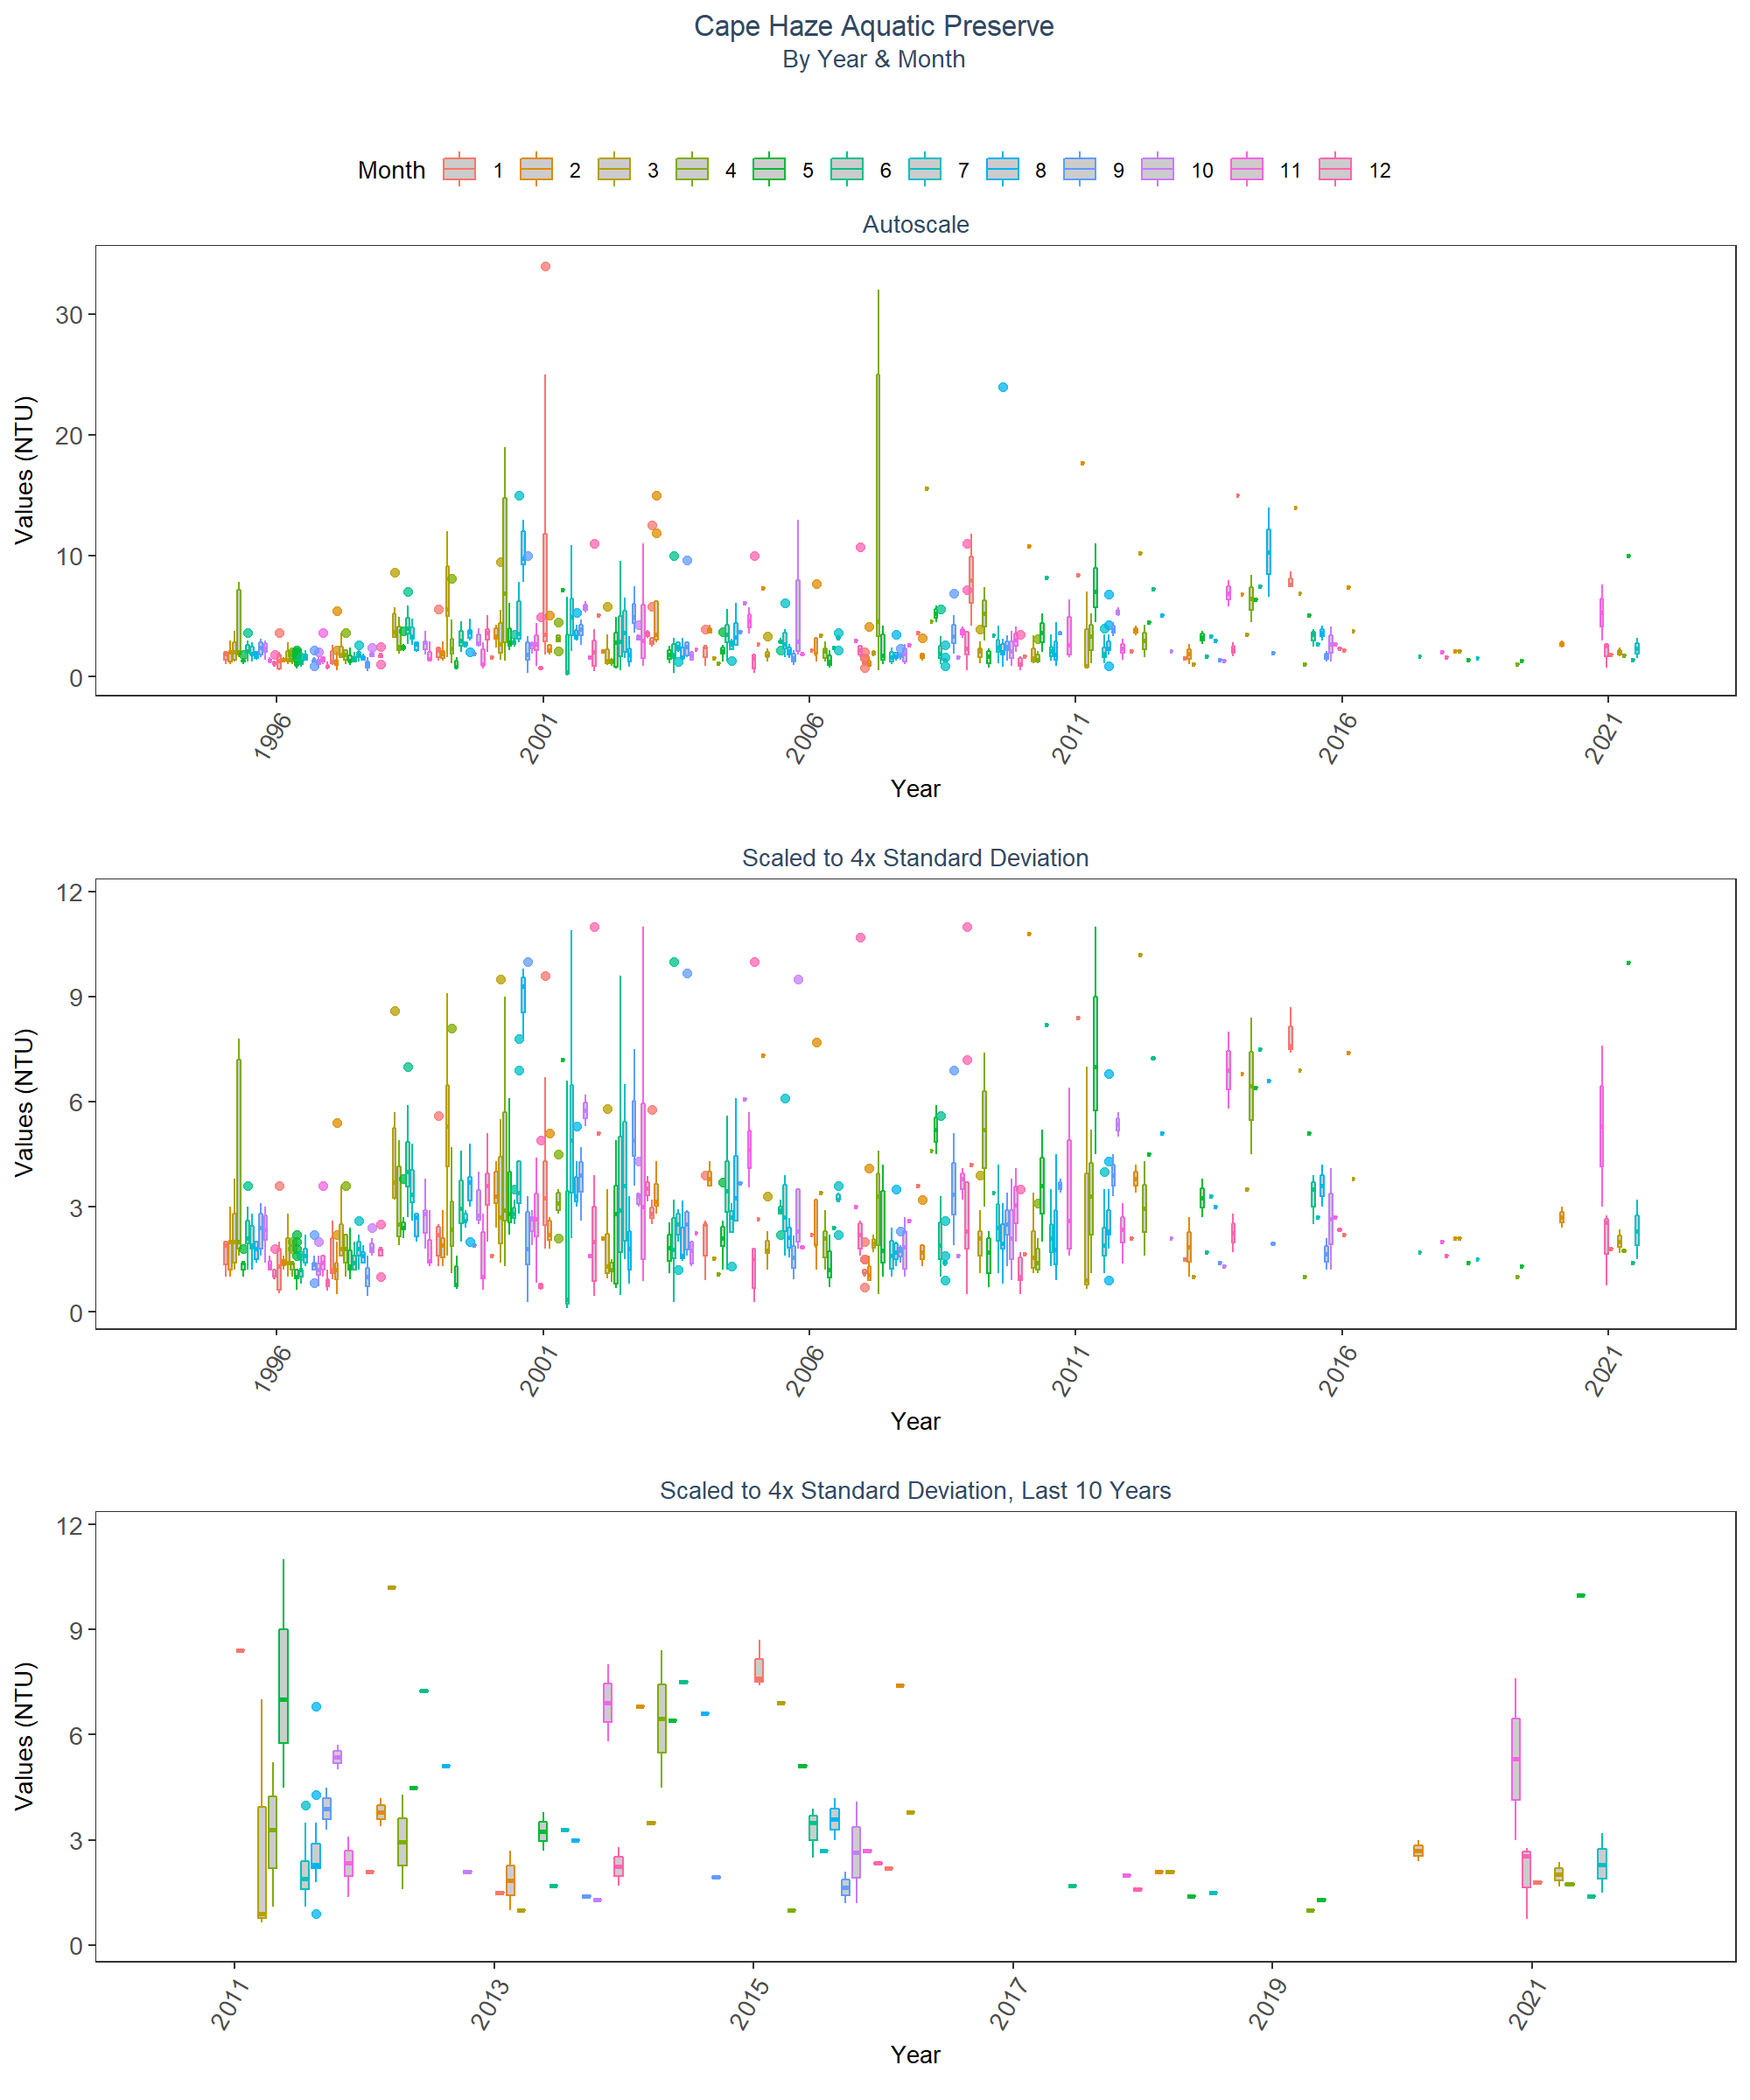 Cape Haze Aquatic Preserve
By Year & Month
Month 1 2 3 4 5 6 7 8 9 10 11 12
Autoscale
Values (NTU)
30
20
10
0
1996 2001 2006 2011 2016 2021
Year
Scaled to 4x Standard Deviation
Values (NTU)
12
9
6
3
0
1996 2001 2006 2011 2016 2021
Year
Scaled to 4x Standard Deviation, Last 10 Years
Values (NTU)
12
9
6
3
0
2011 2013 2015 2017 2019 2021
Year